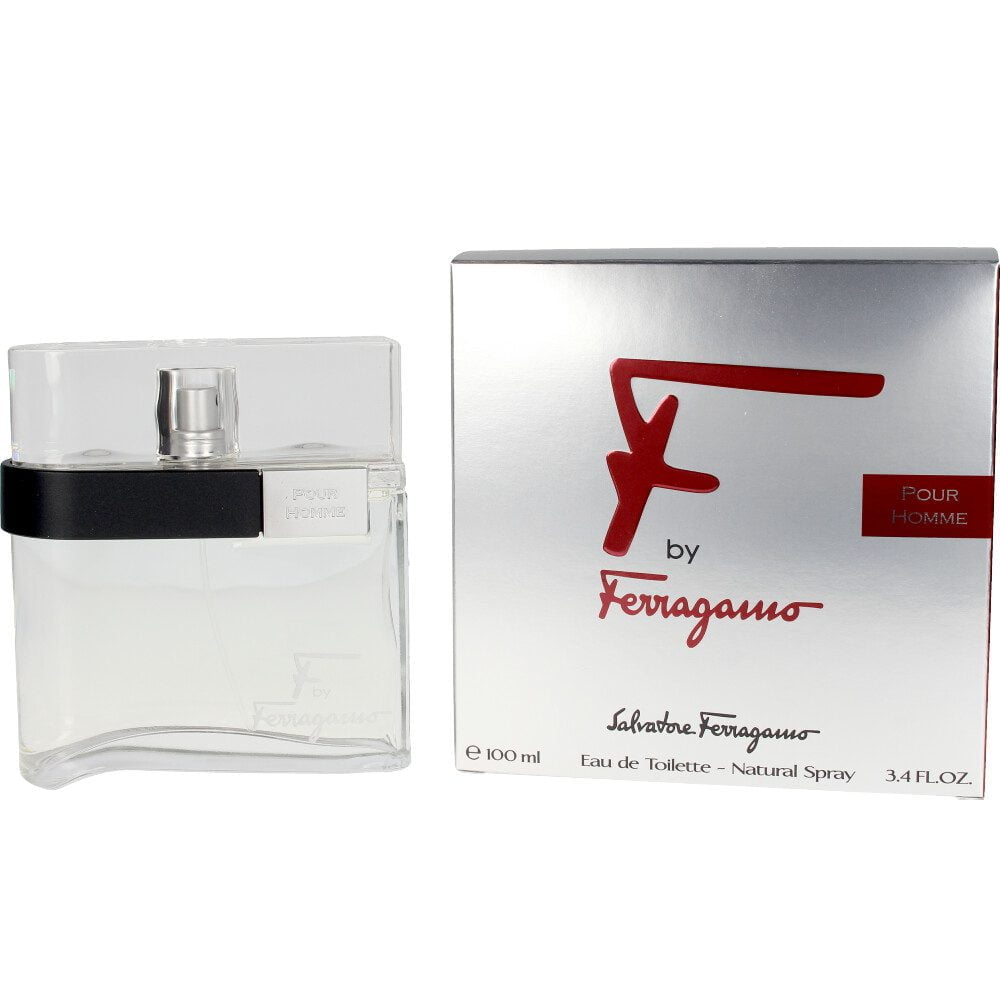 POUR
HOMME
F by
Ferragamo
F
by
Ferragamo
POUR
HOMME
Salvatore Ferragamo
e 100 ml
Eau de Toilette - Natural Spray
3.4 FL.OZ.